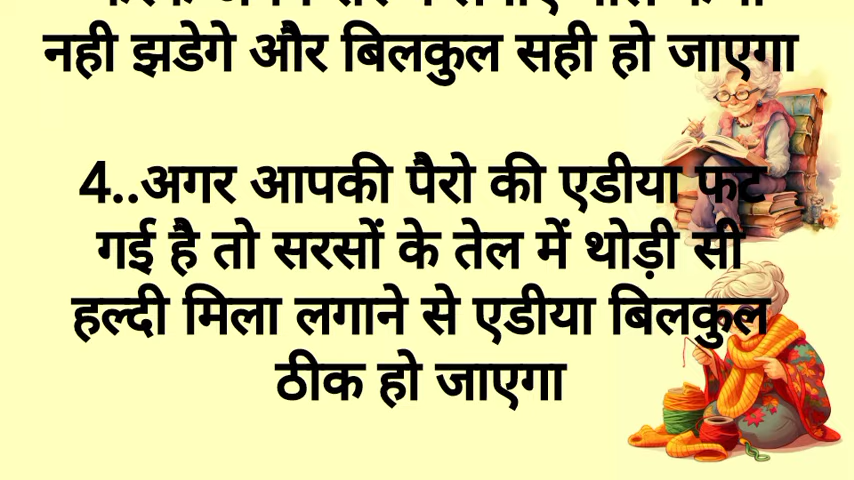 नही झडेगे और बिलकुल सही हो जाएगा
4..अगर आपकी पैरो की एडीया फट
गई है तो सरसों के तेल में थोड़ी सी
हल्दी मिला लगाने से एडीया बिलकुल
ठीक हो जाएगा